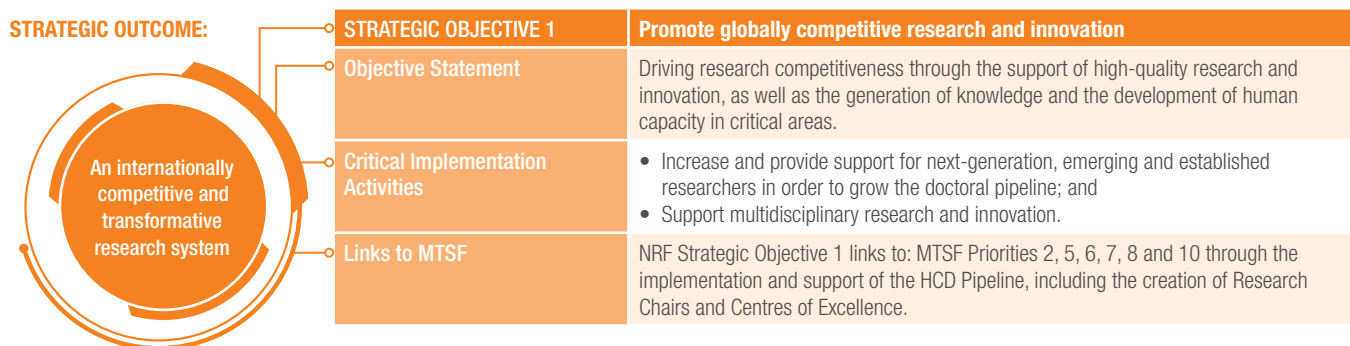 STRATEGIC OUTCOME:
An internationally
competitive and
transformative
research system
STRATEGIC OBJECTIVE 1
Promote globally competitive research and innovation
Objective Statement
Driving research competitiveness through the support of high-quality research and
innovation, as well as the generation of knowledge and the development of human
capacity in critical areas.
Critical Implementation
Activities
• Increase and provide support for next-generation, emerging and established
researchers in order to grow the doctoral pipeline; and
• Support multidisciplinary research and innovation.
Links to MTSF
NRF Strategic Objective 1 links to: MTSF Priorities 2, 5, 6, 7, 8 and 10 through the
implementation and support of the HCD Pipeline, including the creation of Research
Chairs and Centres of Excellence.